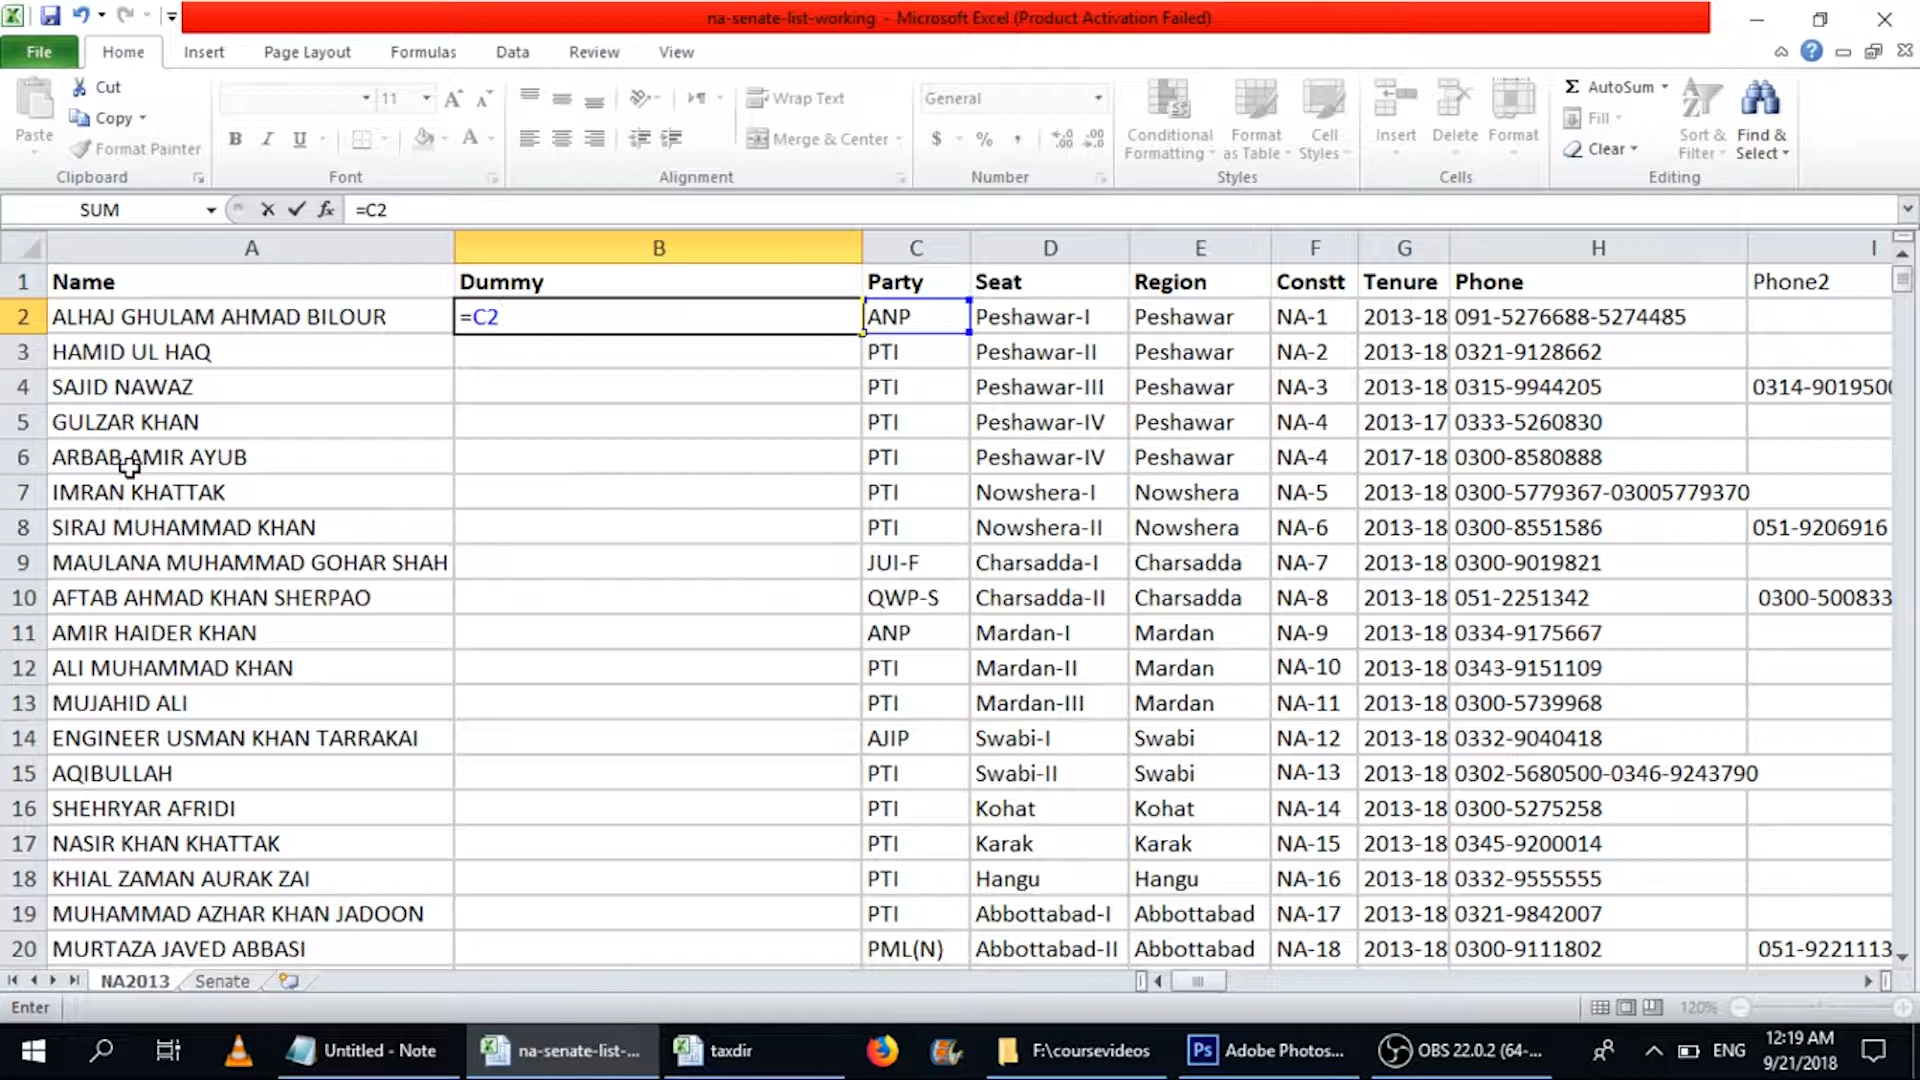 na-senate-list-working - Microsoft Excel (Product Activation Failed)
File Home Insert Page Layout Formulas Data Review View
Paste
Cut
Copy
Format Painter
Clipboard
11
B I U
Font
Wrap Text
Merge & Center
Alignment
General
$ % ,
Number
Conditional Formatting
Format as Table
Cell Styles
Styles
Insert Delete Format
Cells
Σ AutoSum
Fill
Clear
Sort & Filter
Find & Select
Editing
SUM fx =C2
A B C D E F G H I
1 Name Dummy Party Seat Region Constt Tenure Phone Phone2
2 ALHAJ GHULAM AHMAD BILOUR =C2 ANP Peshawar-I Peshawar NA-1 2013-18 091-5276688-5274485
3 HAMID UL HAQ PTI Peshawar-II Peshawar NA-2 2013-18 0321-9128662
4 SAJID NAWAZ PTI Peshawar-III Peshawar NA-3 2013-18 0315-9944205 0314-9019500
5 GULZAR KHAN PTI Peshawar-IV Peshawar NA-4 2013-17 0333-5260830
6 ARBAB AMIR AYUB PTI Peshawar-IV Peshawar NA-4 2017-18 0300-8580888
7 IMRAN KHATTAK PTI Nowshera-I Nowshera NA-5 2013-18 0300-5779367-03005779370
8 SIRAJ MUHAMMAD KHAN PTI Nowshera-II Nowshera NA-6 2013-18 0300-8551586 051-9206916
9 MAULANA MUHAMMAD GOHAR SHAH JUI-F Charsadda-I Charsadda NA-7 2013-18 0300-9019821
10 AFTAB AHMAD KHAN SHERPAO QWP-S Charsadda-II Charsadda NA-8 2013-18 051-2251342 0300-500833
11 AMIR HAIDER KHAN ANP Mardan-I Mardan NA-9 2013-18 0334-9175667
12 ALI MUHAMMAD KHAN PTI Mardan-II Mardan NA-10 2013-18 0343-9151109
13 MUJAHID ALI PTI Mardan-III Mardan NA-11 2013-18 0300-5739968
14 ENGINEER USMAN KHAN TARRAKAI AJIP Swabi-I Swabi NA-12 2013-18 0332-9040418
15 AQIBULLAH PTI Swabi-II Swabi NA-13 2013-18 0302-5680500-0346-9243790
16 SHEHRYAR AFRIDI PTI Kohat Kohat NA-14 2013-18 0300-5275258
17 NASIR KHAN KHATTAK PTI Karak Karak NA-15 2013-18 0345-9200014
18 KHIAL ZAMAN AURAK ZAI PTI Hangu Hangu NA-16 2013-18 0332-9555555
19 MUHAMMAD AZHAR KHAN JADOON PTI Abbottabad-I Abbottabad NA-17 2013-18 0321-9842007
20 MURTAZA JAVED ABBASI PML(N) Abbottabad-II Abbottabad NA-18 2013-18 0300-9111802 051-9221113
NA2013 Senate
Enter 120%
Untitled - Note na-senate-list-... taxdir F:\coursevideos Ps Adobe Photos... OBS 22.0.2 (64-... ENG 12:19 AM
9/21/2018